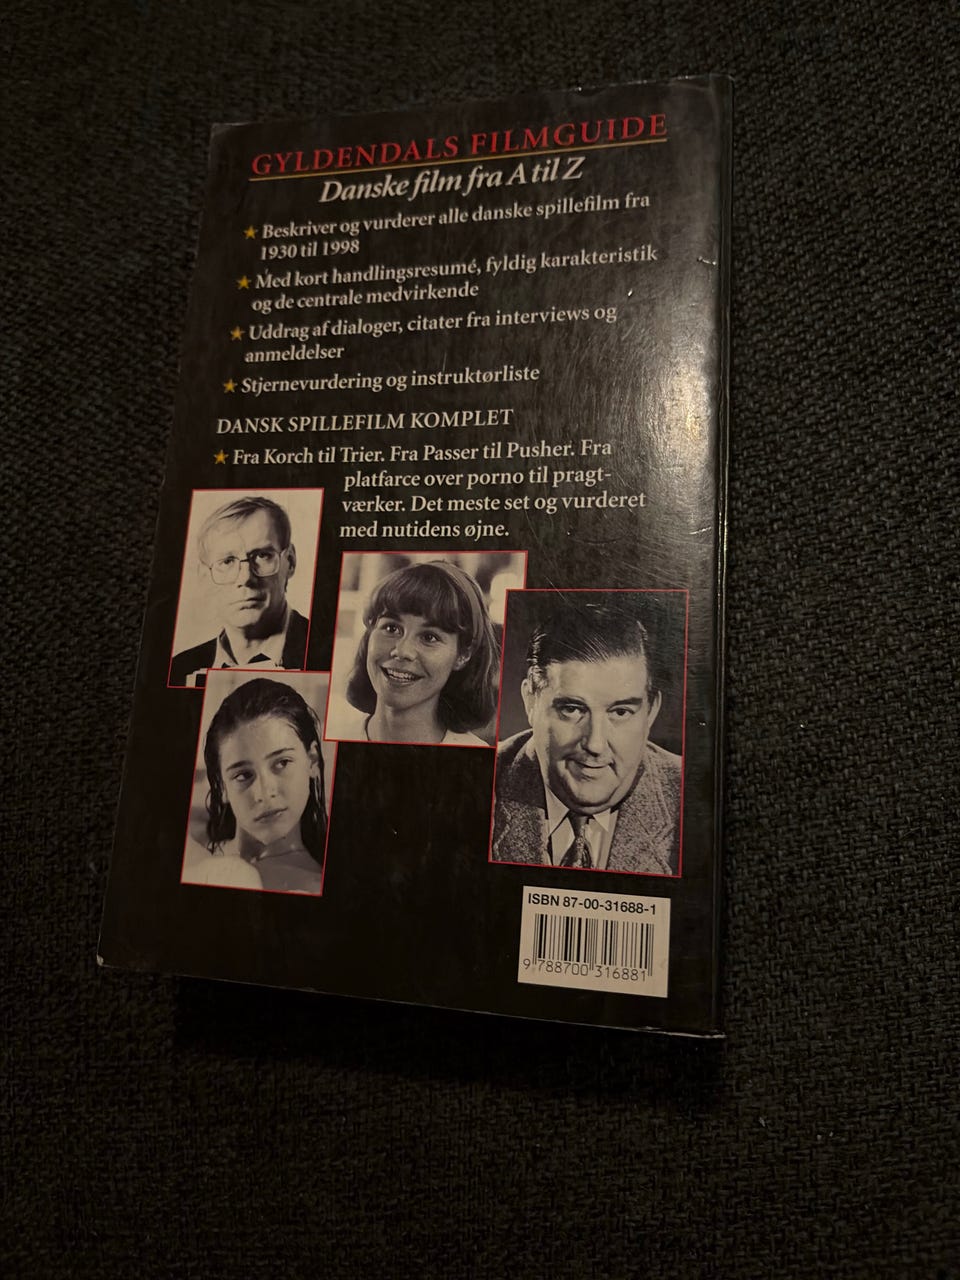 GYLDENDALS FILMGUIDE
Danske film fra A til Z
Beskriver og vurderer alle danske spillefilm fra
1930 til 1998
Med kort handlingsresumé, fyldig karakteristik
og de centrale medvirkende
Uddrag af dialoger, citater fra interviews og
anmeldelser
Stjernevurdering og instruktørliste
DANSK SPILLEFILM KOMPLET
Fra Korch til Trier. Fra Passer til Pusher. Fra
platfarce over porno til pragt-
værker. Det meste set og vurderet
med nutidens øjne.
ISBN 87-00-31688-1
9 788700 316881